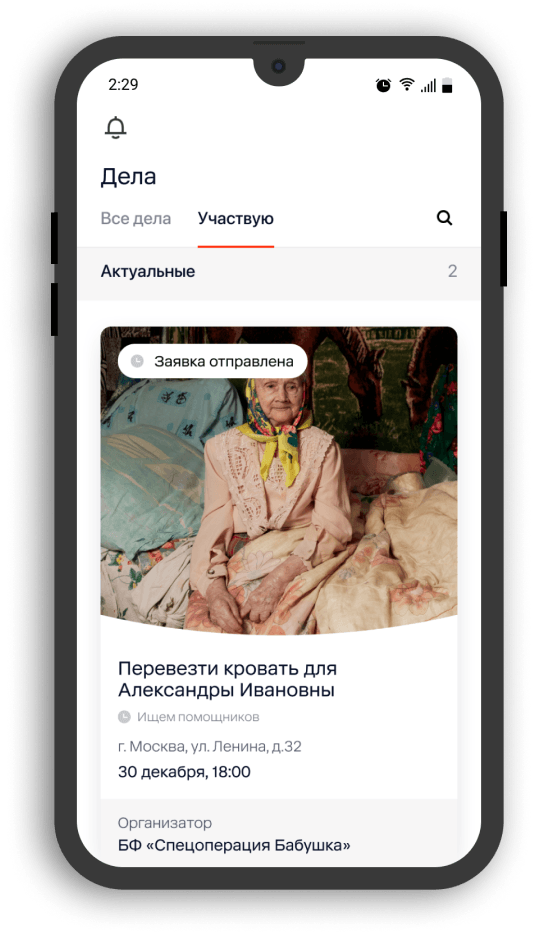 2:29
Дела
Все дела Участвую
Актуальные 2
Заявка отправлена
Перевезти кровать для
Александры Ивановны
Ищем помощников
г. Москва, ул. Ленина, д.32
30 декабря, 18:00
Организатор
БФ «Спецоперация Бабушка»